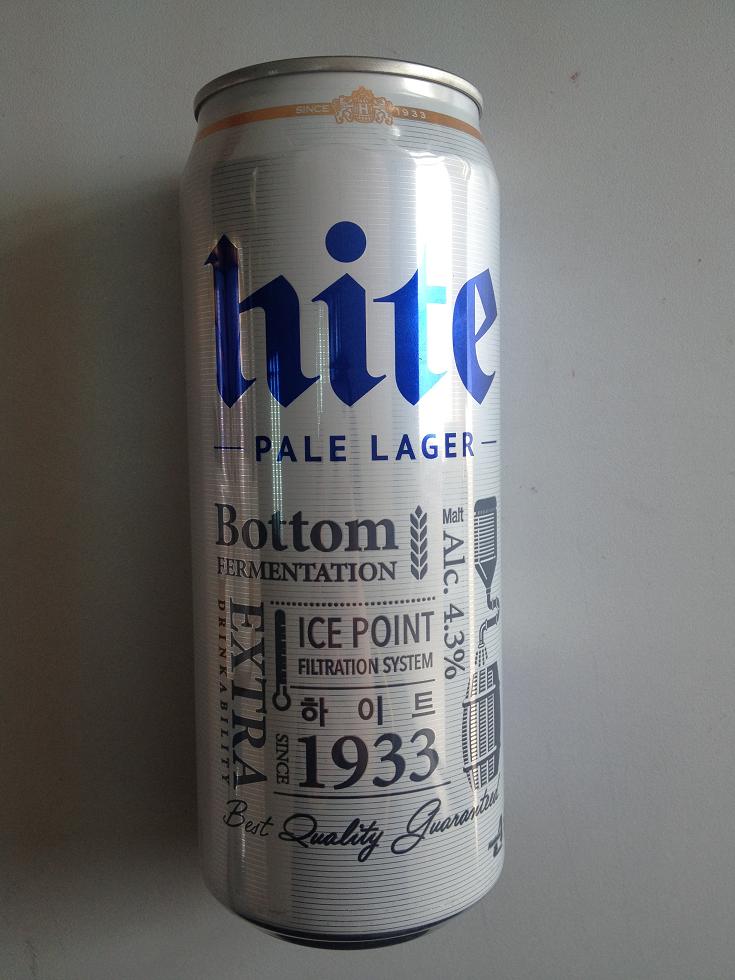 SINCE H 1933
hite
PALE LAGER
Bottom
FERMENTATION
Malt
Alc. 4.3%
EXTRA
DRINKABILITY
ICE POINT
FILTRATION SYSTEM
하이트
SINCE
1933
Best Quality Guaranteed